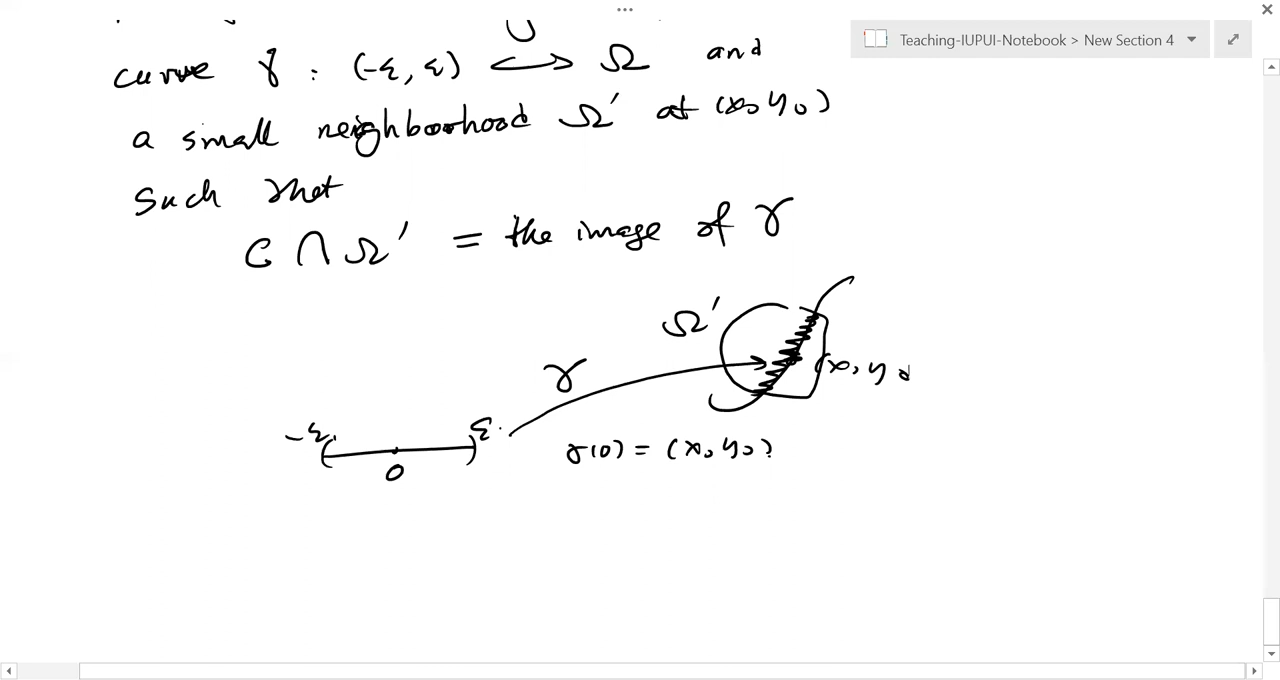 Teaching-IUPUI-Notebook > New Section 4
curve γ : (-ε, ε) ↪ Ω and
a small neighborhood Ω' at (x₀ y₀)
Such that
C ∩ Ω' = the image of γ
Ω'
γ
(x₀ y₀
-ε
ε
0
γ(0) = (x₀ y₀)